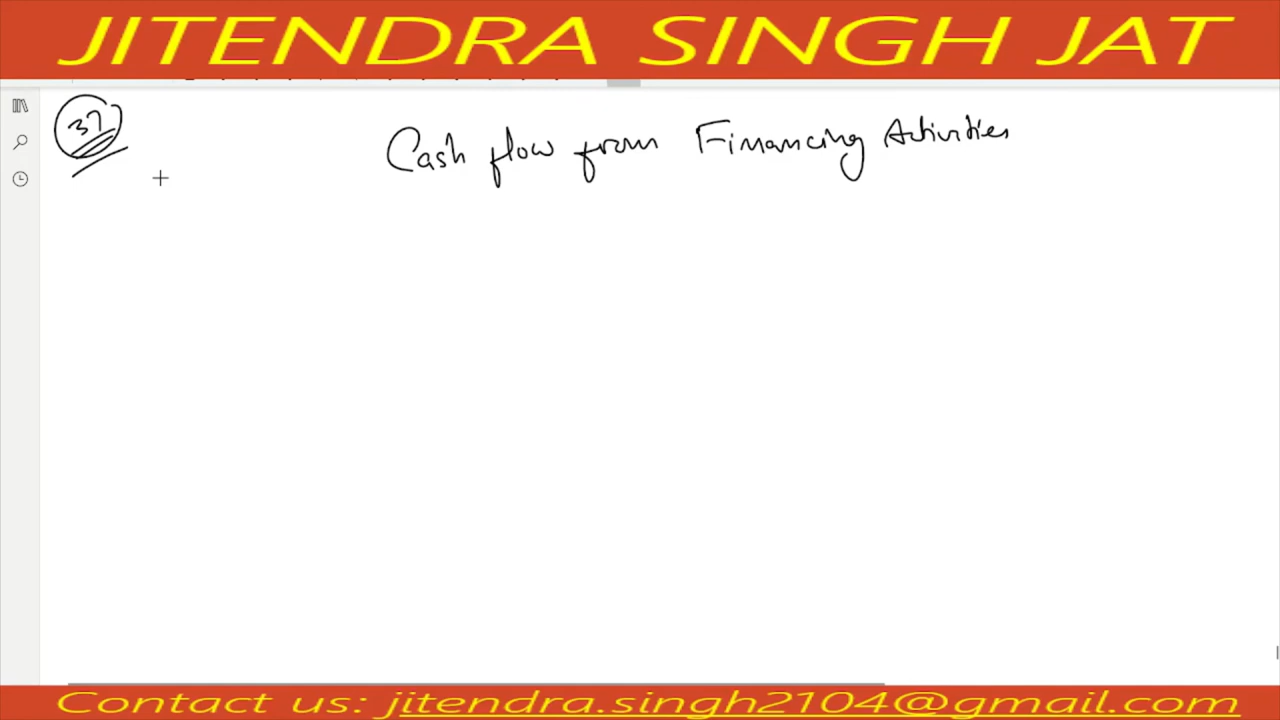 JITENDRA SINGH JAT
37
Cash flow from Financing Activities
Contact us: jitendra.singh2104@gmail.com